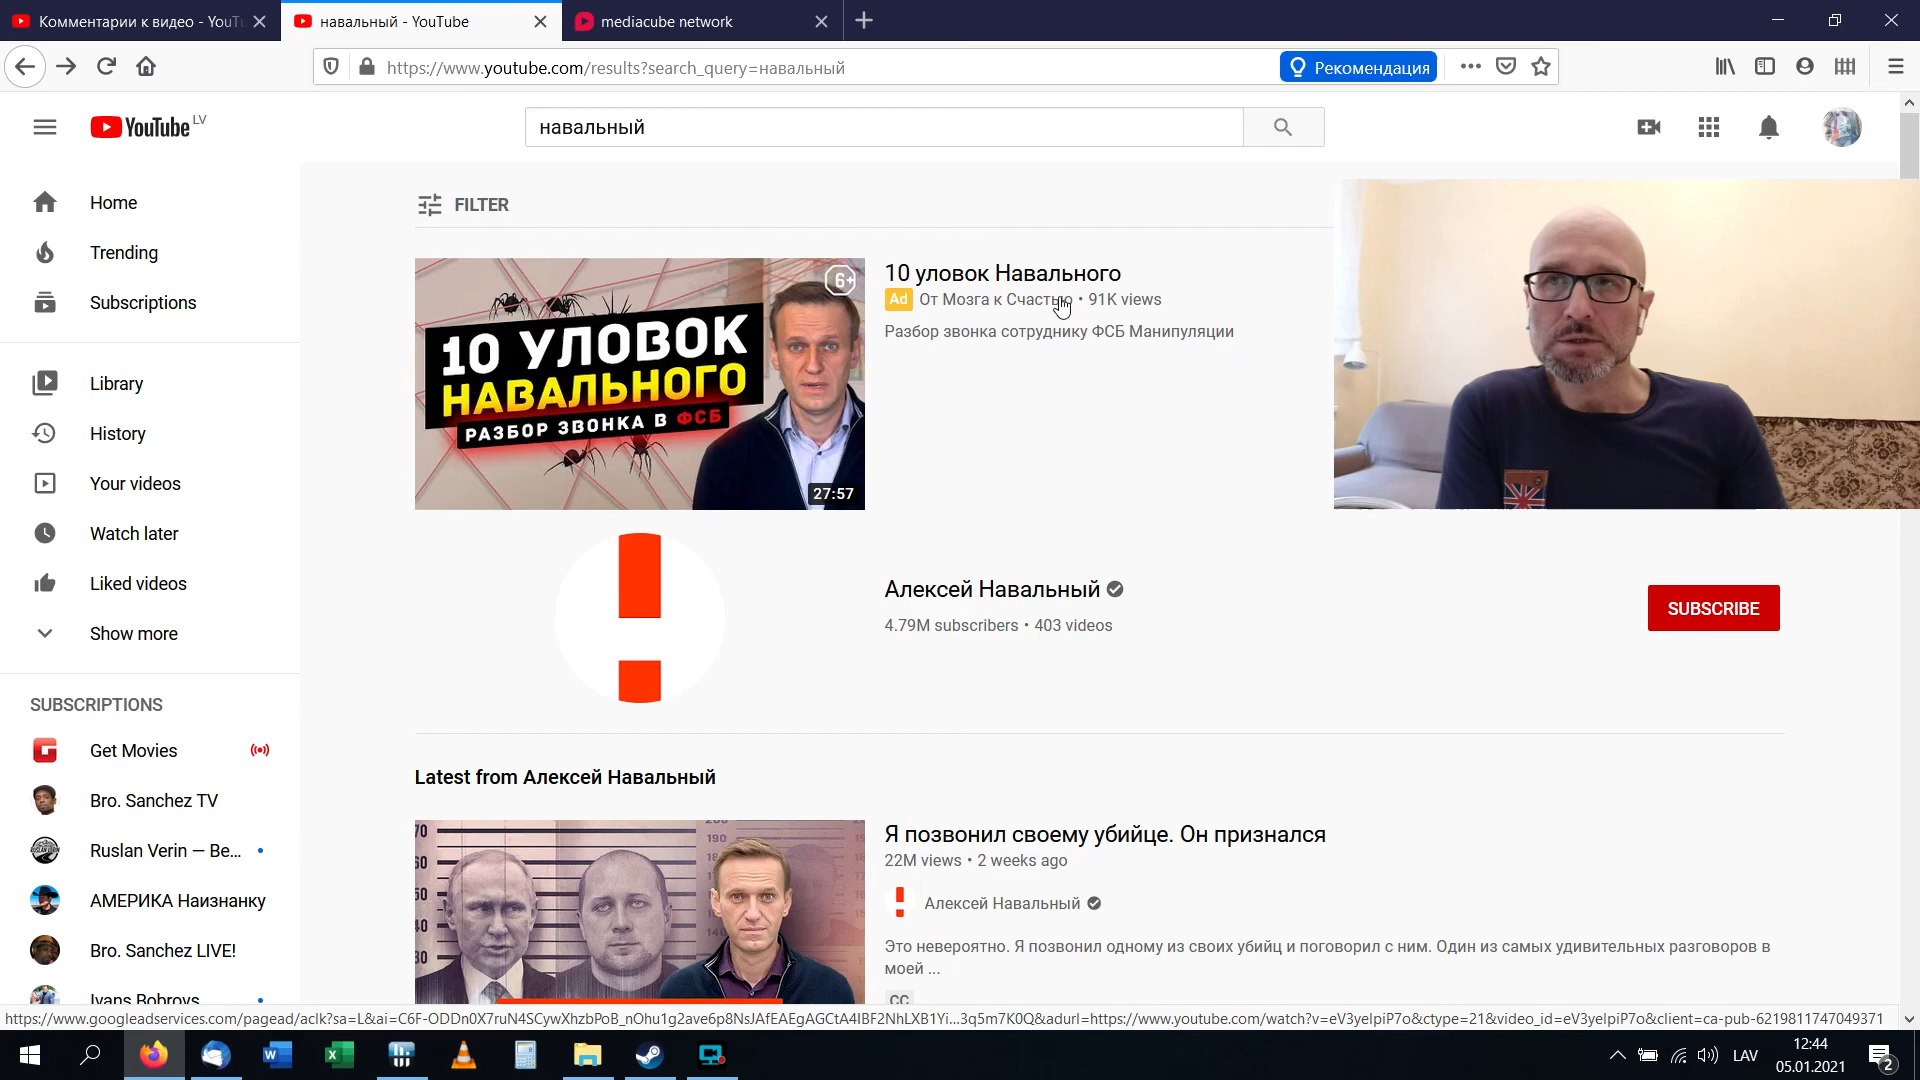 Комментарии к видео - YouT
навальный - YouTube
mediacube network
https://www.youtube.com/results?search_query=навальный
Рекомендация
YouTube LV
навальный
Home
Trending
Subscriptions
Library
History
Your videos
Watch later
Liked videos
Show more
SUBSCRIPTIONS
Get Movies
Bro. Sanchez TV
Ruslan Verin — Be...
АМЕРИКА Наизнанку
Bro. Sanchez LIVE!
Ivans Bobrovs
FILTER
6+
10 УЛОВОК
НАВАЛЬНОГО
РАЗБОР ЗВОНКА В ФСБ
27:57
10 уловок Навального
Ad От Мозга к Счастью • 91K views
Разбор звонка сотруднику ФСБ Манипуляции
Алексей Навальный
4.79M subscribers • 403 videos
SUBSCRIBE
Latest from Алексей Навальный
Я позвонил своему убийце. Он признался
22M views • 2 weeks ago
Алексей Навальный
Это невероятно. Я позвонил одному из своих убийц и поговорил с ним. Один из самых удивительных разговоров в
моей ...
CC
https://www.googleadservices.com/pagead/aclk?sa=L&ai=C6F-ODDn0X7ruN4SCywXhzbPoB_nOhu1g2ave6p8NsJAfEAEgAGCtA4IBF2NhLXB1Yi...3q5m7K0Q&adurl=https://www.youtube.com/watch?v=eV3yelpiP7o&ctype=21&video_id=eV3yelpiP7o&client=ca-pub-6219811747049371
LAV
12:44
05.01.2021
2